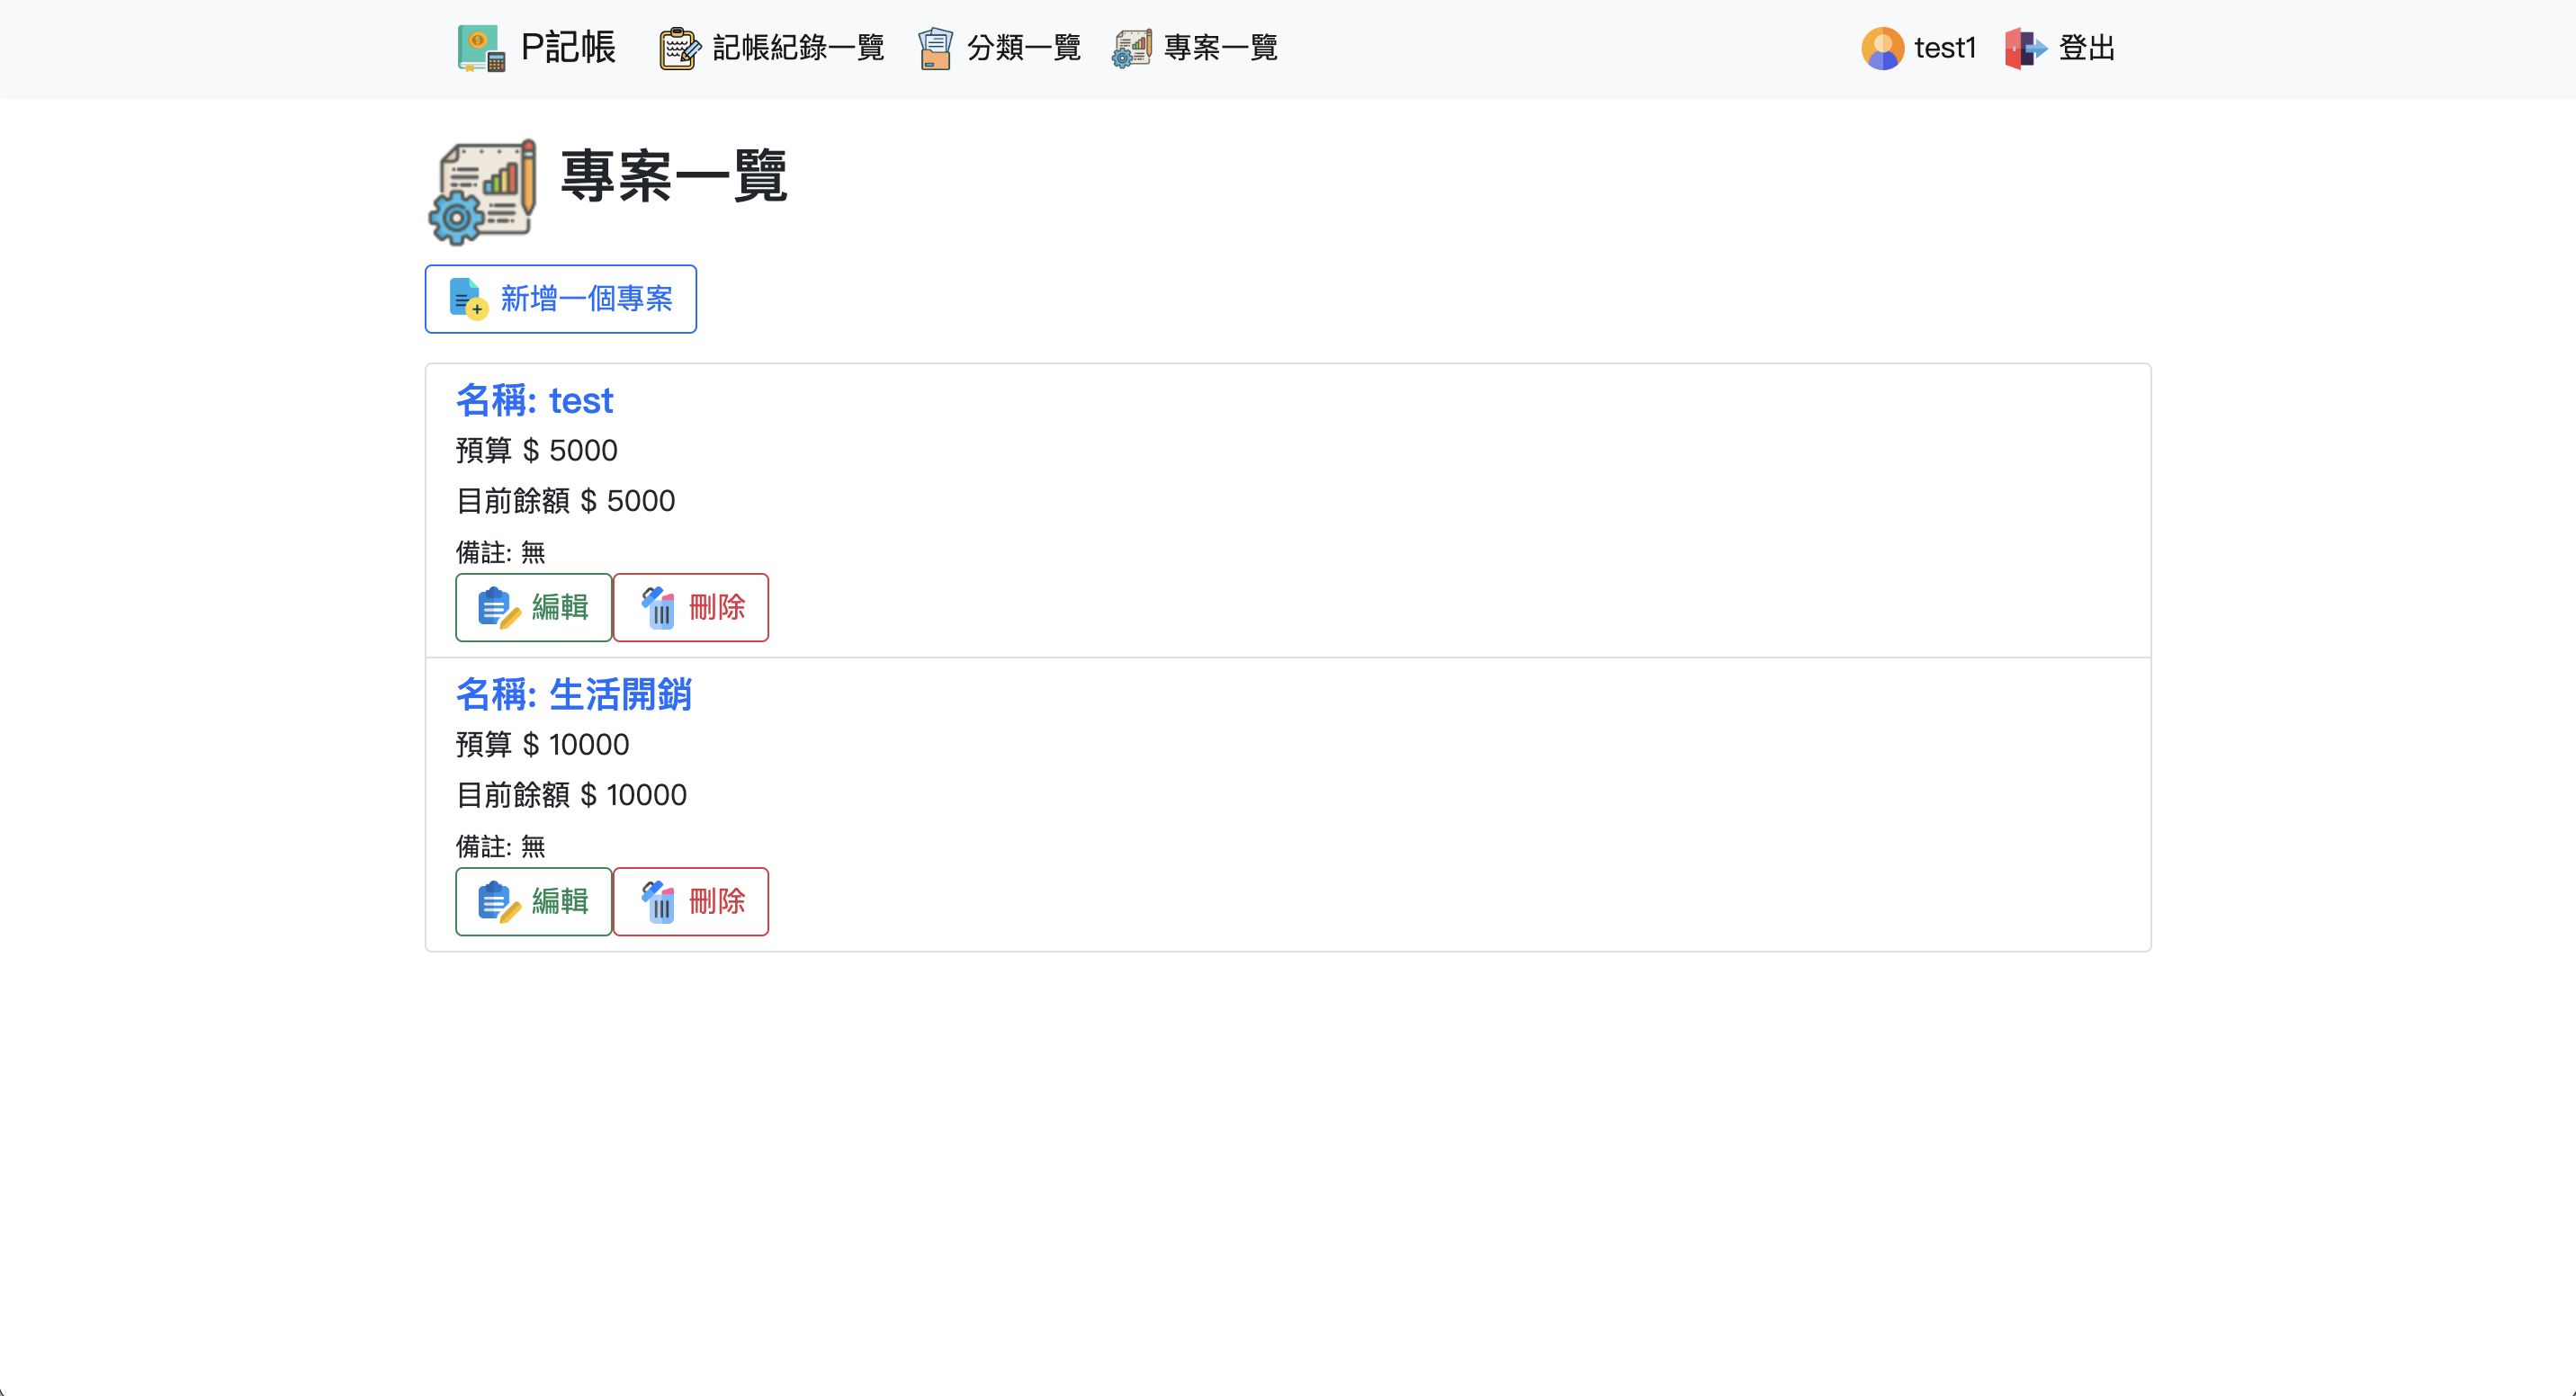 P記帳 記帳紀錄一覽 分類一覽 專案一覽 test1 登出
專案一覽
新增一個專案
名稱: test
預算 $ 5000
目前餘額 $ 5000
備註: 無
編輯 刪除
名稱: 生活開銷
預算 $ 10000
目前餘額 $ 10000
備註: 無
編輯 刪除